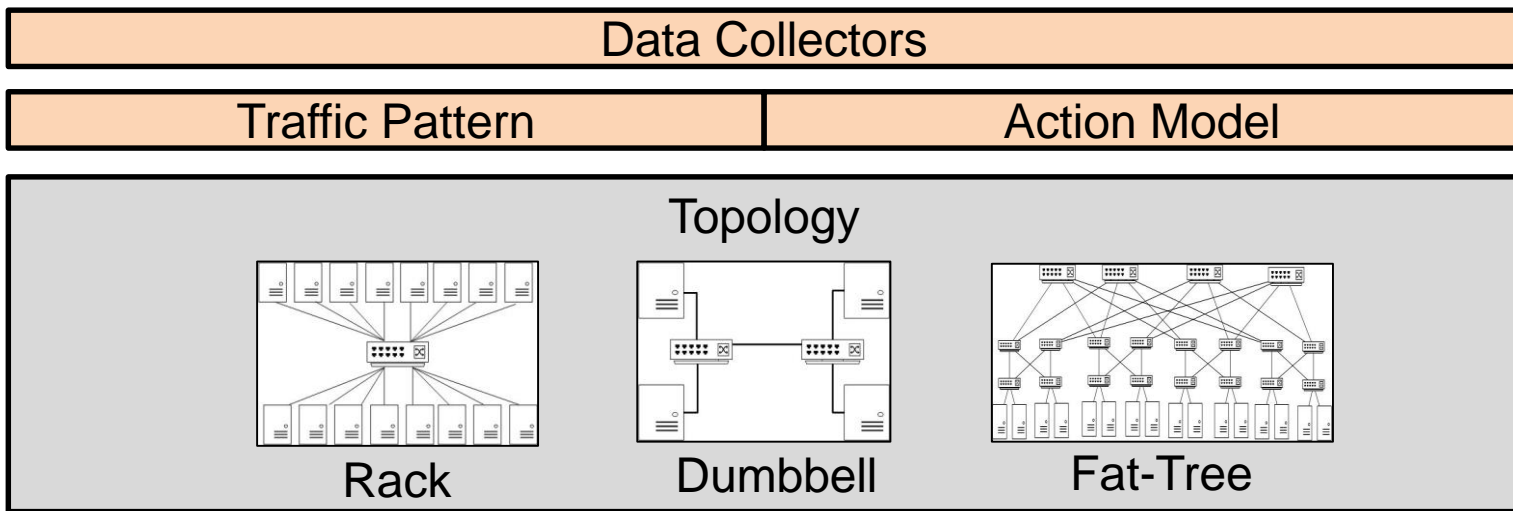 Data Collectors
Traffic Pattern
Action Model
Topology
Rack
Dumbbell
Fat-Tree